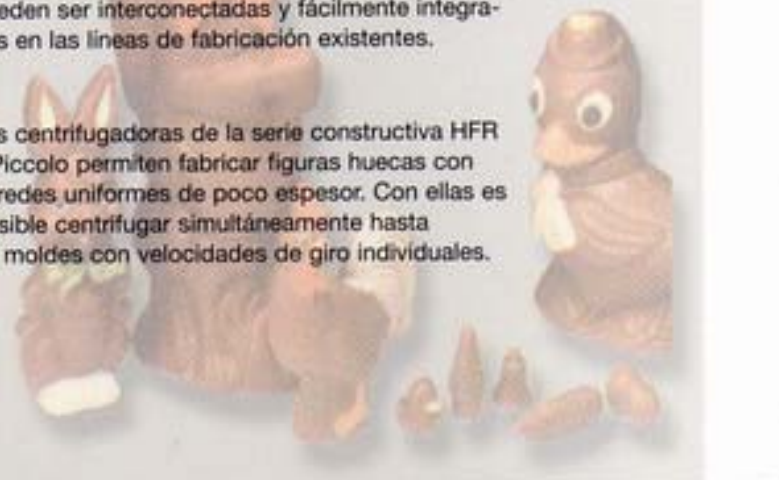 eden ser interconectadas y fácilmente integra-
s en las líneas de fabricación existentes.
s centrifugadoras de la serie constructiva HFR
Piccolo permiten fabricar figuras huecas con
redes uniformes de poco espesor. Con ellas es
sible centrifugar simultáneamente hasta
moldes con velocidades de giro individuales.